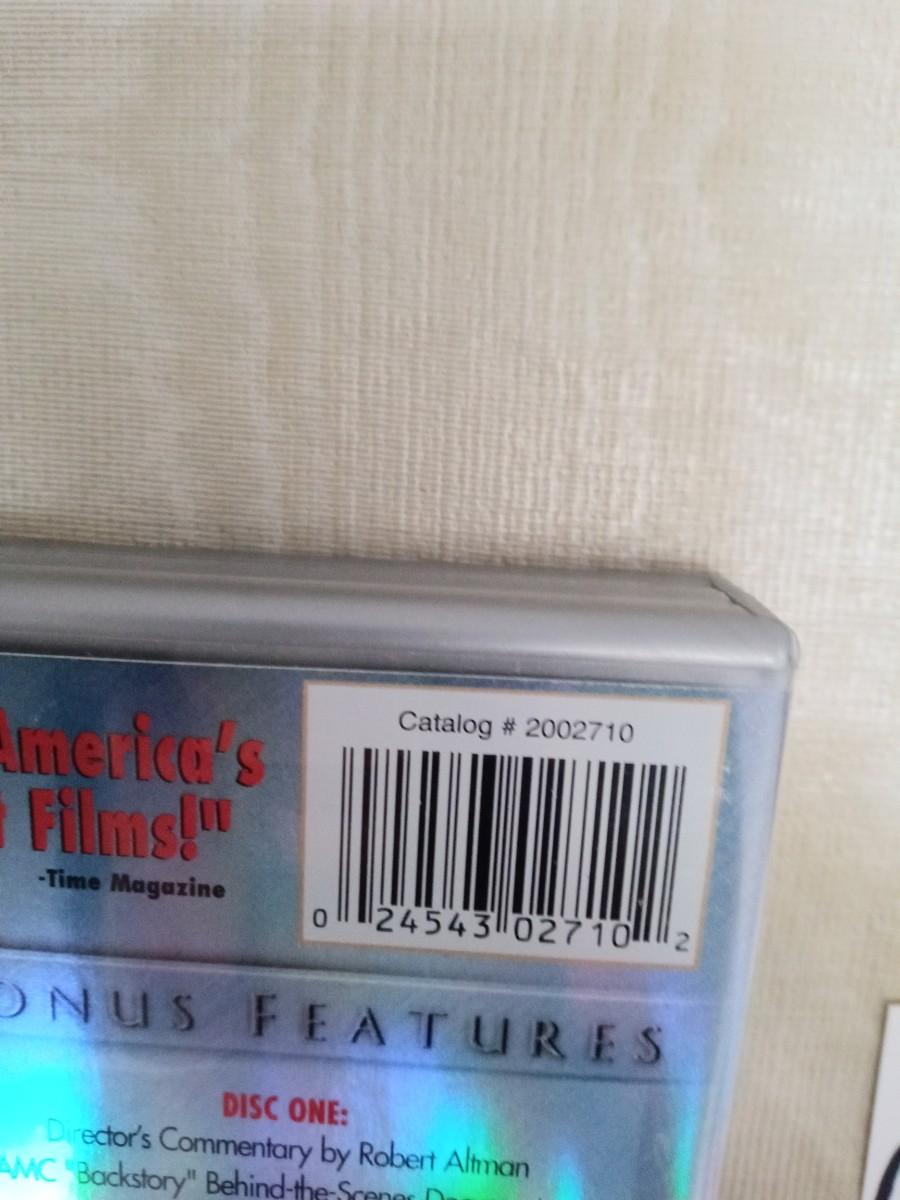 America's
Films!"
-Time Magazine
Catalog # 2002710
0 24543 02710 2
BONUS FEATURES
DISC ONE:
Director's Commentary by Robert Altman
AMC "Backstory" Behind-the-Scenes